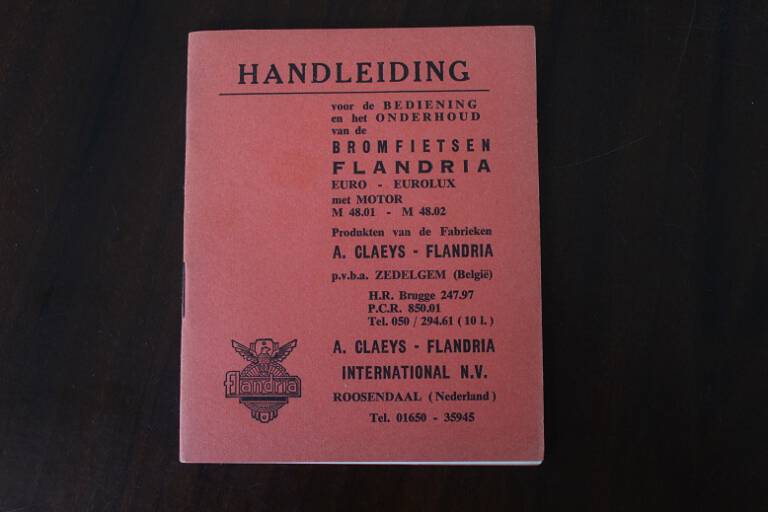 HANDLEIDING
voor de BEDIENING
en het ONDERHOUD
van de
BROMFIETSEN
FLANDRIA
EURO - EUROLUX
met MOTOR
M 48.01 - M 48.02
Produkten van de Fabrieken
A. CLAEYS - FLANDRIA
p.v.b.a. ZEDELGEM (België)
H.R. Brugge 247.97
P.C.R. 850.01
Tel. 050 / 294.61 ( 10 l. )
A. CLAEYS - FLANDRIA
INTERNATIONAL N.V.
ROOSENDAAL ( Nederland )
Tel. 01650 - 35945
flandria